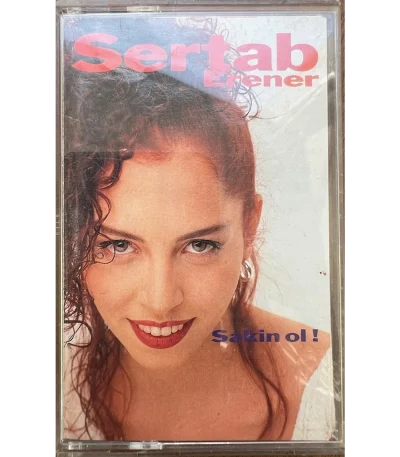 Sertab
Erener
Sakin ol !